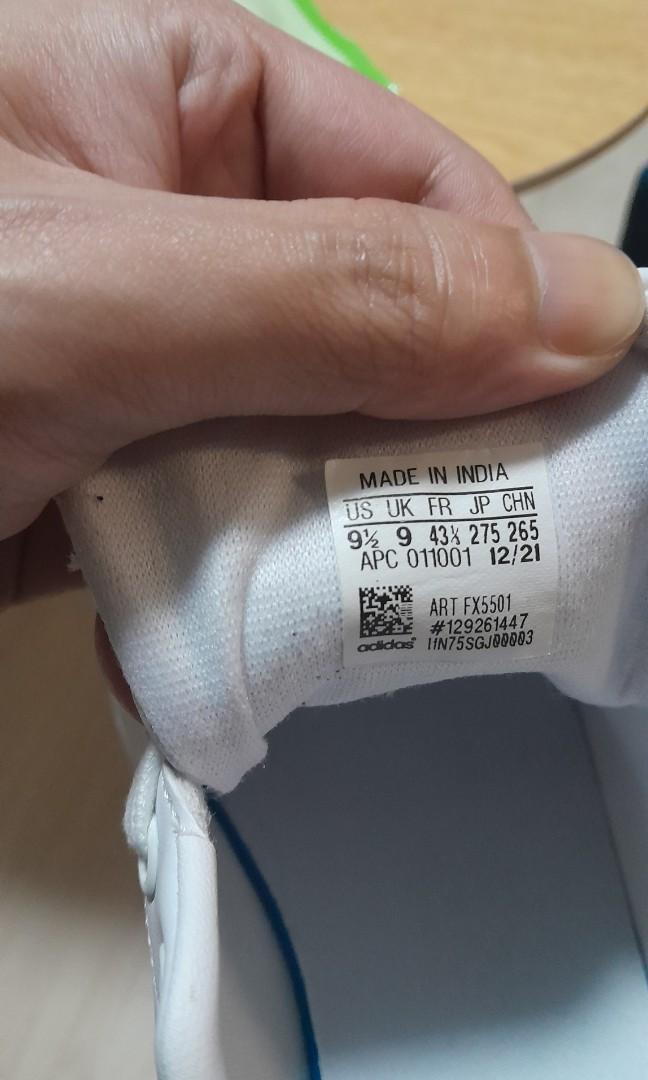 MADE IN INDIA
US UK FR JP CHN
9½ 9 43⅓ 275 265
APC 011001 12/21
ART FX5501
#129261447
adidas